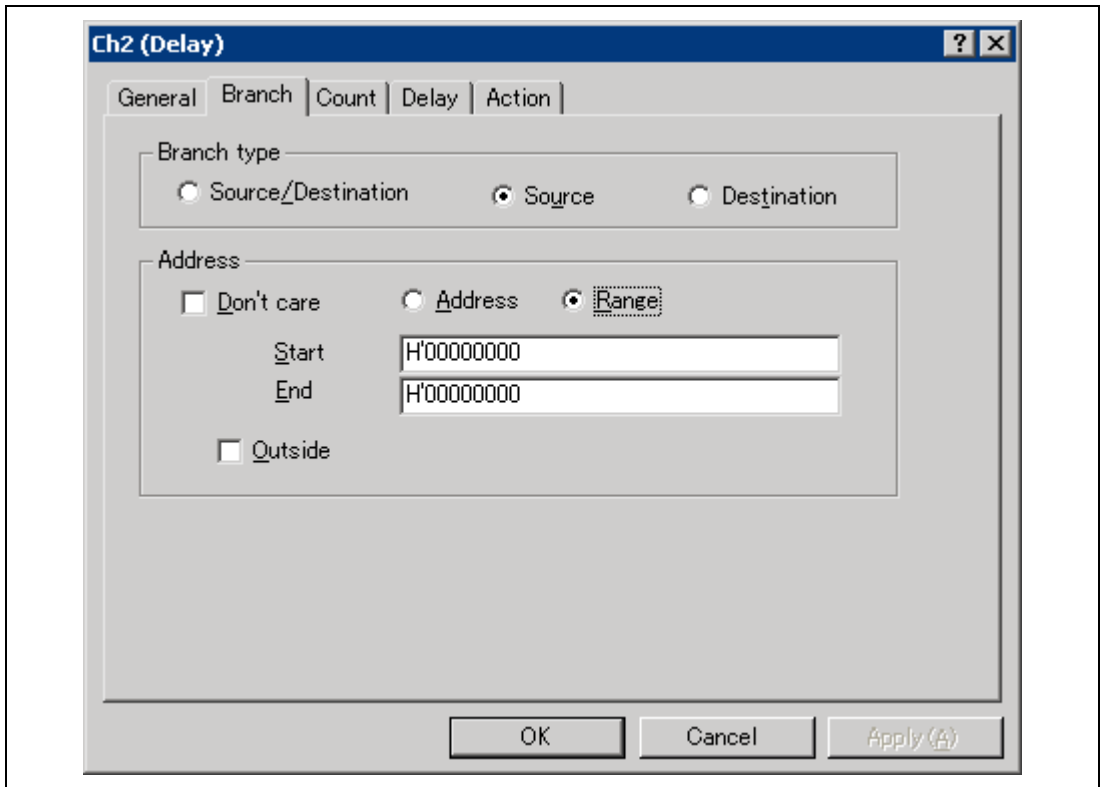 Ch2 (Delay)
General Branch Count Delay Action
Branch type
Source/Destination Source Destination
Address
Don't care Address Range
Start H'00000000
End H'00000000
Outside
OK Cancel Apply(A)